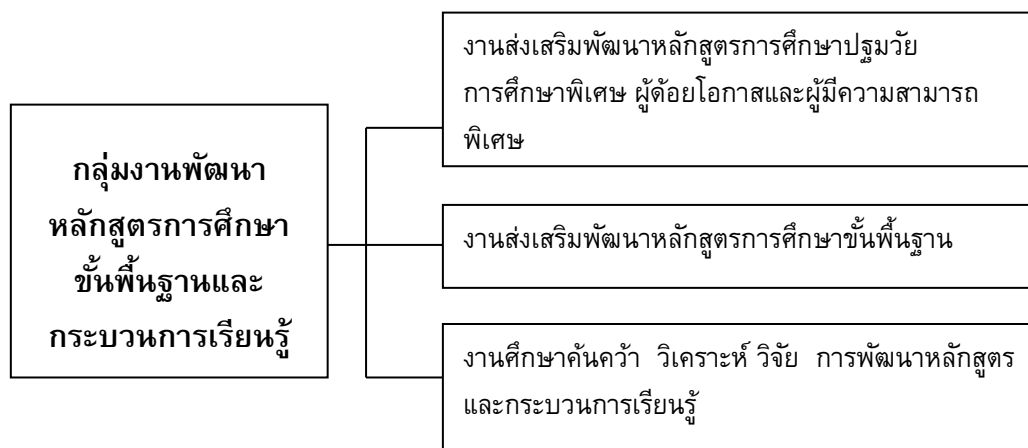 กลุ่มงานพัฒนา
หลักสูตรการศึกษา
ขั้นพื้นฐานและ
กระบวนการเรียนรู้
งานส่งเสริมพัฒนาหลักสูตรการศึกษาปฐมวัย
การศึกษาพิเศษ ผู้ด้อยโอกาสและผู้มีความสามารถ
พิเศษ
งานส่งเสริมพัฒนาหลักสูตรการศึกษาขั้นพื้นฐาน
งานศึกษาค้นคว้า วิเคราะห์ วิจัย การพัฒนาหลักสูตร
และกระบวนการเรียนรู้